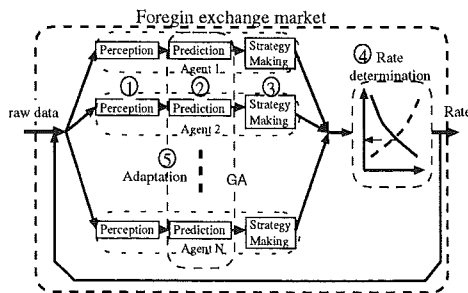 Foregin exchange market
Perception Prediction Strategy Making
Agent 1
④ Rate determination
① ② ③
raw data
Perception Prediction Strategy Making
Rate
Agent 2
⑤
Adaptation
GA
Perception Prediction Strategy Making
Agent N